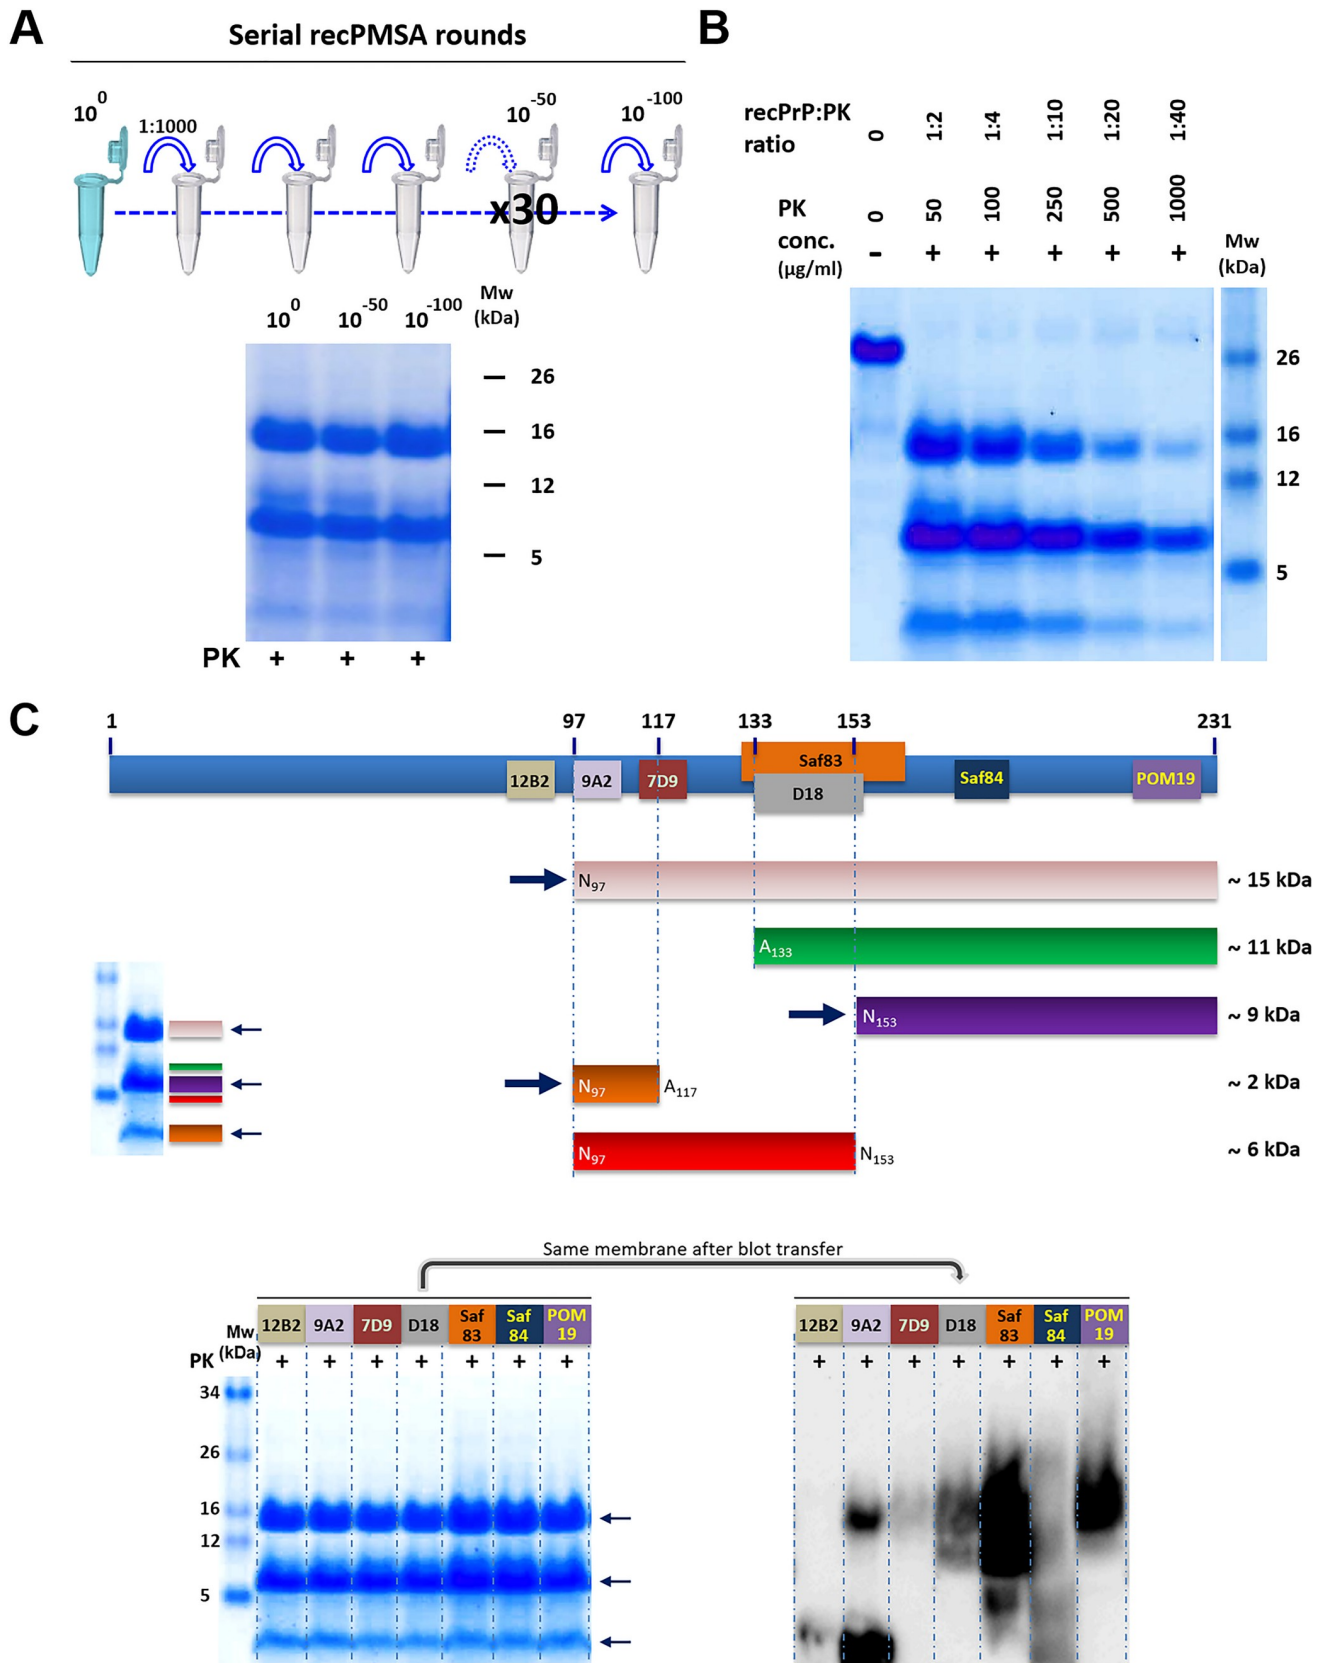 A
Serial recPMSA rounds
10^0
1:1000
10^-50
10^-100
x30
10^0
10^-50
10^-100
Mw
(kDa)
26
16
12
5
PK + + +
B
recPrP:PK
ratio
0 1:2 1:4 1:10 1:20 1:40
PK
conc.
(µg/ml)
0 50 100 250 500 1000
- + + + + +
Mw
(kDa)
26
16
12
5
C
1 97 117 133 153 231
Saf83
12B2 9A2 7D9 D18 Saf84 POM19
N97 ~ 15 kDa
A133 ~ 11 kDa
N153 ~ 9 kDa
N97 A117 ~ 2 kDa
N97 N153 ~ 6 kDa
Same membrane after blot transfer
12B2 9A2 7D9 D18 Saf 83 Saf 84 POM 19
Mw
(kDa)
PK + + + + + + +
34
26
16
12
5
12B2 9A2 7D9 D18 Saf 83 Saf 84 POM 19
+ + + + + + +